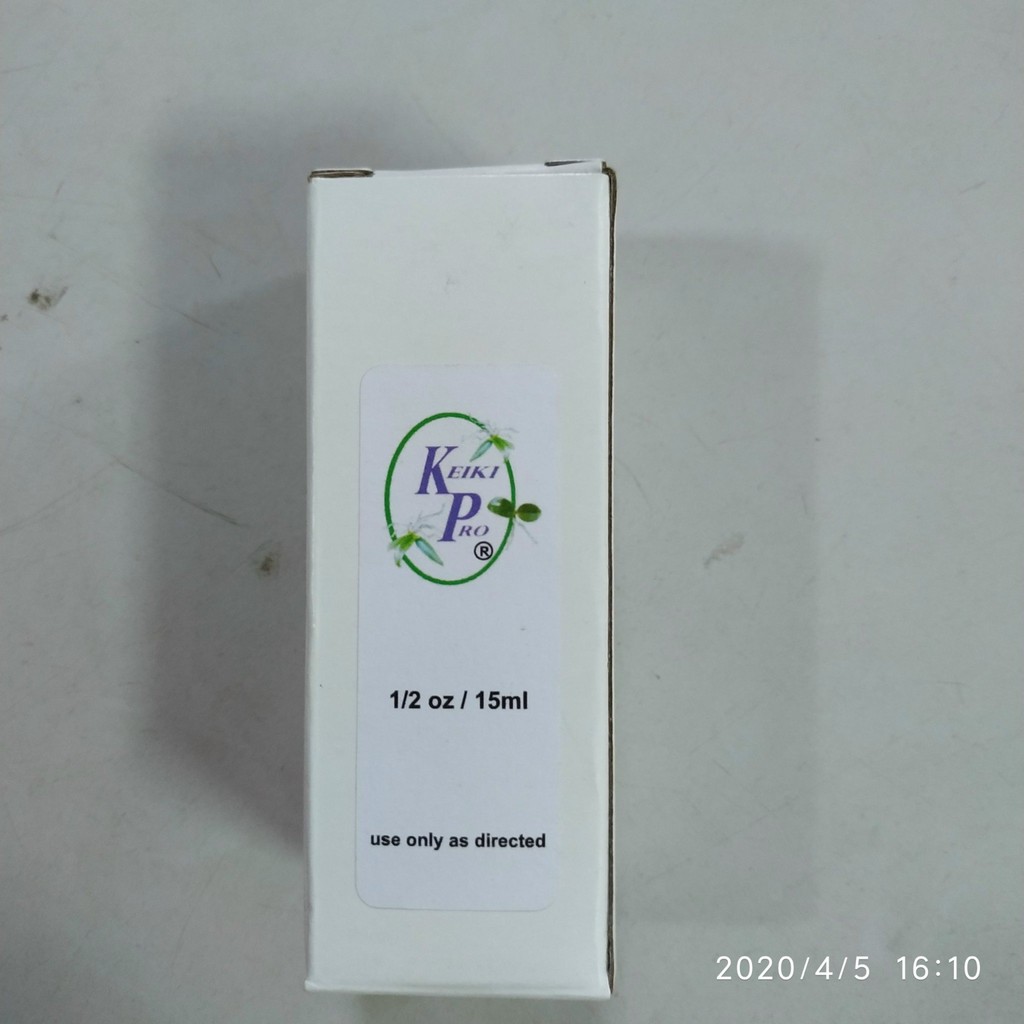 KEIKI
PRO
®
1/2 oz / 15ml
use only as directed
2020/4/5 16:10